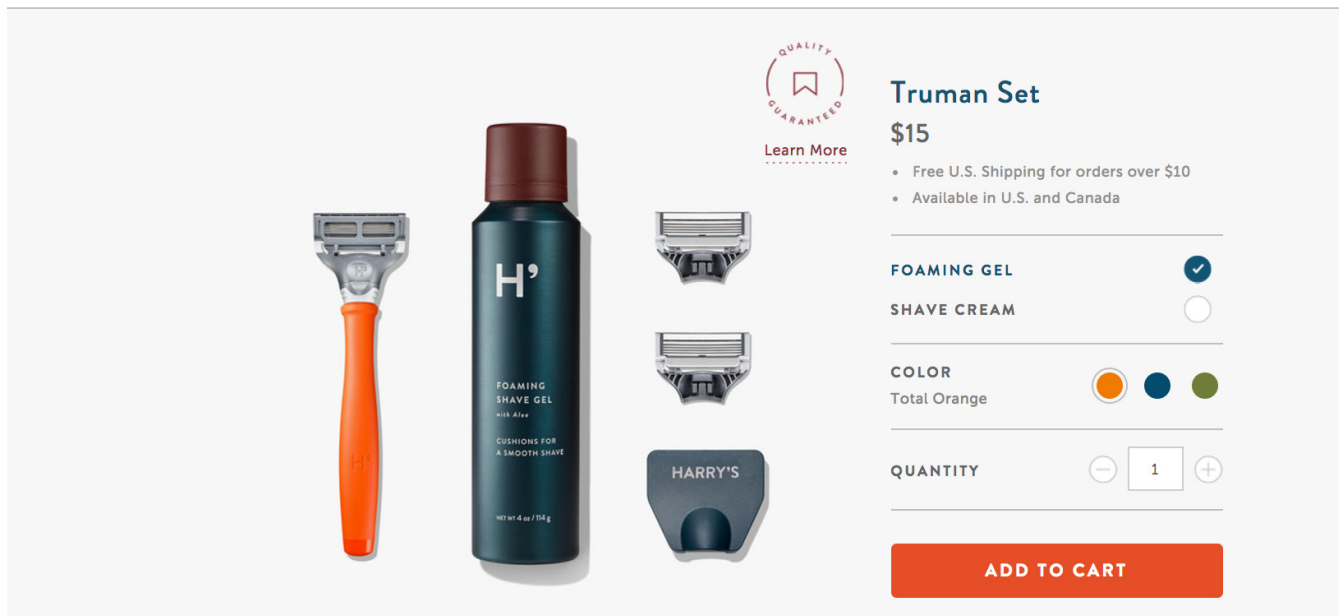 QUALITY
GUARANTEED
Learn More
Truman Set
$15
• Free U.S. Shipping for orders over $10
• Available in U.S. and Canada
FOAMING GEL
SHAVE CREAM
COLOR
Total Orange
QUANTITY
1
ADD TO CART
H'
H'
FOAMING
SHAVE GEL
with Aloe
CUSHIONS FOR
A SMOOTH SHAVE
NET WT 4 oz / 114 g
HARRY'S
H'